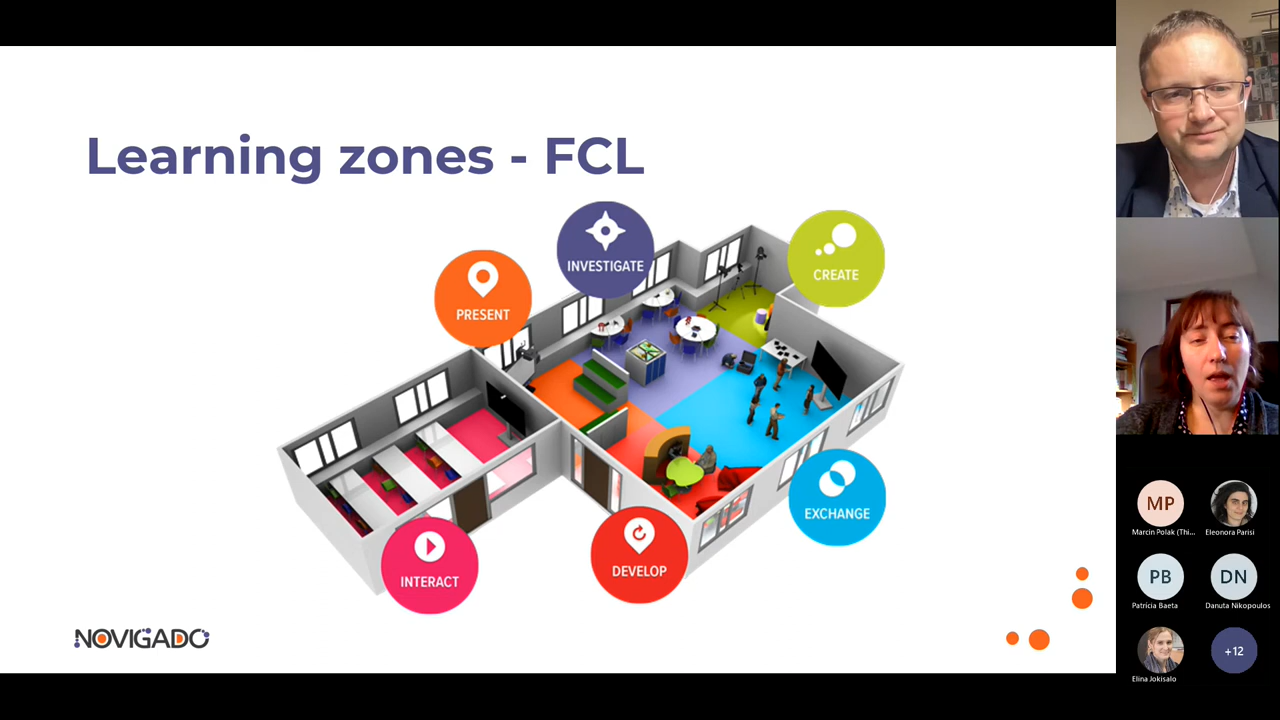 Learning zones - FCL
INVESTIGATE
CREATE
PRESENT
EXCHANGE
DEVELOP
INTERACT
NOVIGADO
MP
Marcin Polak (Thi...
Eleonora Parisi
PB
Patrícia Baeta
DN
Danuta Nikopoulos
Elina Jokisalo
+12